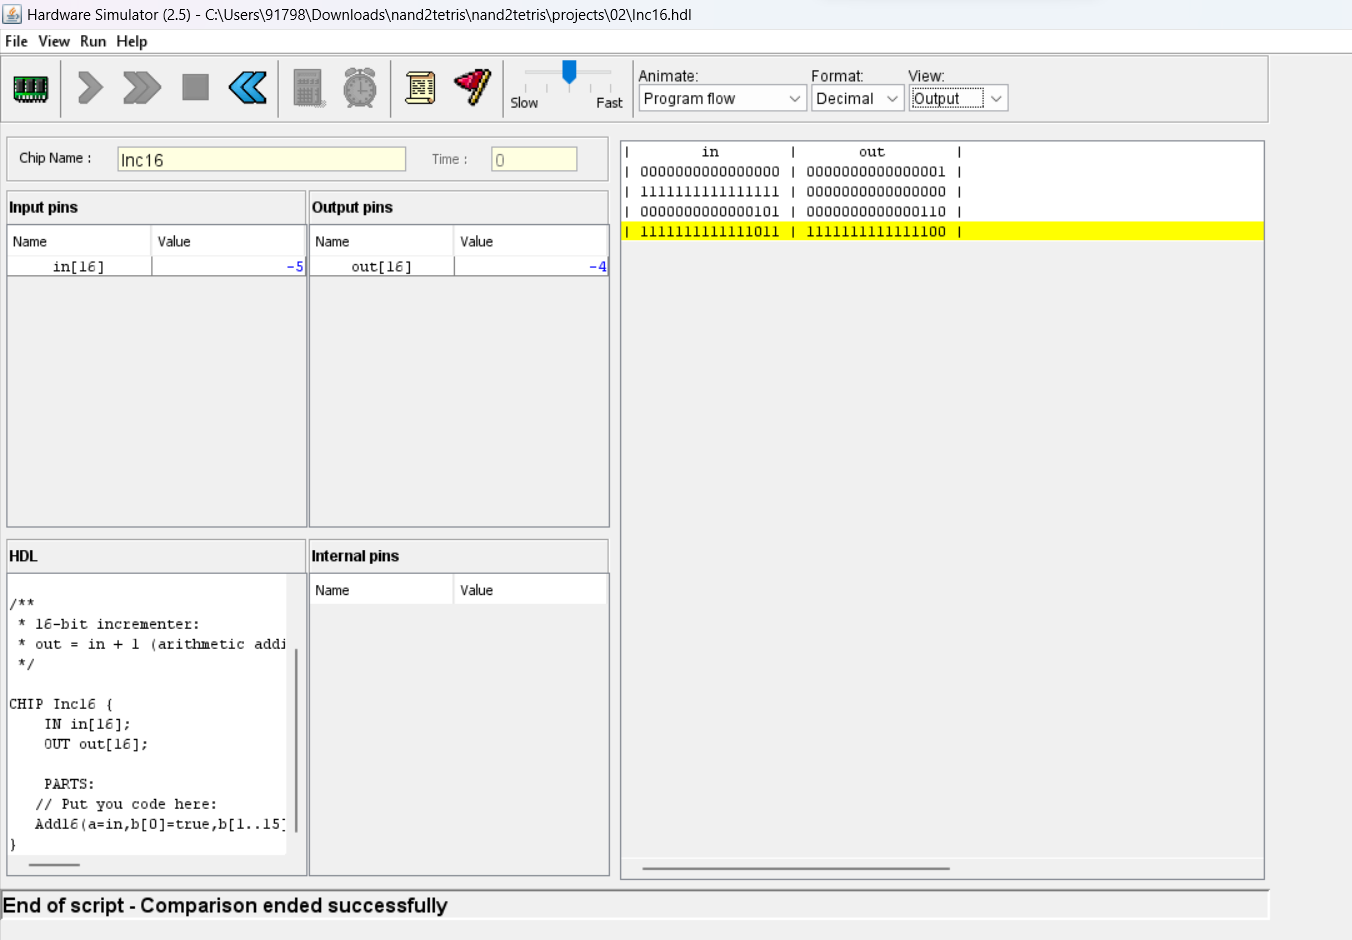 Hardware Simulator (2.5) - C:\Users\91798\Downloads\nand2tetris\nand2tetris\projects\02\Inc16.hdl
File View Run Help
Slow Fast
Animate: Format: View:
Program flow Decimal Output
Chip Name : Inc16 Time : 0
Input pins
Name Value
in[16] -5
Output pins
Name Value
out[16] -4
HDL
/**
* 16-bit incrementer:
* out = in + 1 (arithmetic addi
*/
CHIP Inc16 {
IN in[16];
OUT out[16];
PARTS:
// Put you code here:
Add16(a=in,b[0]=true,b[1..15]
}
Internal pins
Name Value
| in | out |
| 0000000000000000 | 0000000000000001 |
| 1111111111111111 | 0000000000000000 |
| 0000000000000101 | 0000000000000110 |
| 1111111111111011 | 1111111111111100 |
End of script - Comparison ended successfully